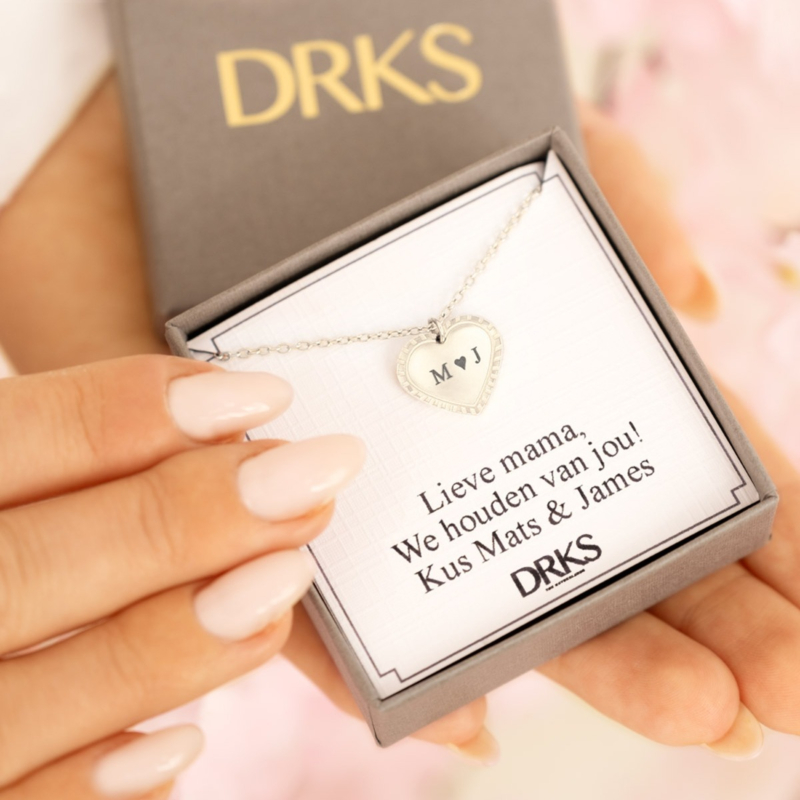 DRKS
M♥J
Lieve mama,
We houden van jou!
Kus Mats & James
DRKS